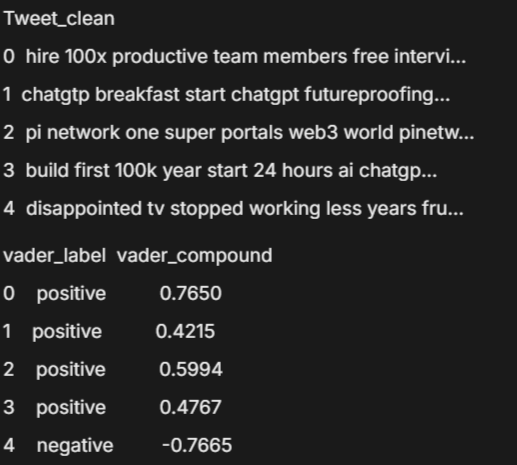 Tweet_clean
0 hire 100x productive team members free intervi...
1 chatgtp breakfast start chatgpt futureproofing...
2 pi network one super portals web3 world pinetw...
3 build first 100k year start 24 hours ai chatgp...
4 disappointed tv stopped working less years fru...
vader_label vader_compound
0 positive 0.7650
1 positive 0.4215
2 positive 0.5994
3 positive 0.4767
4 negative -0.7665